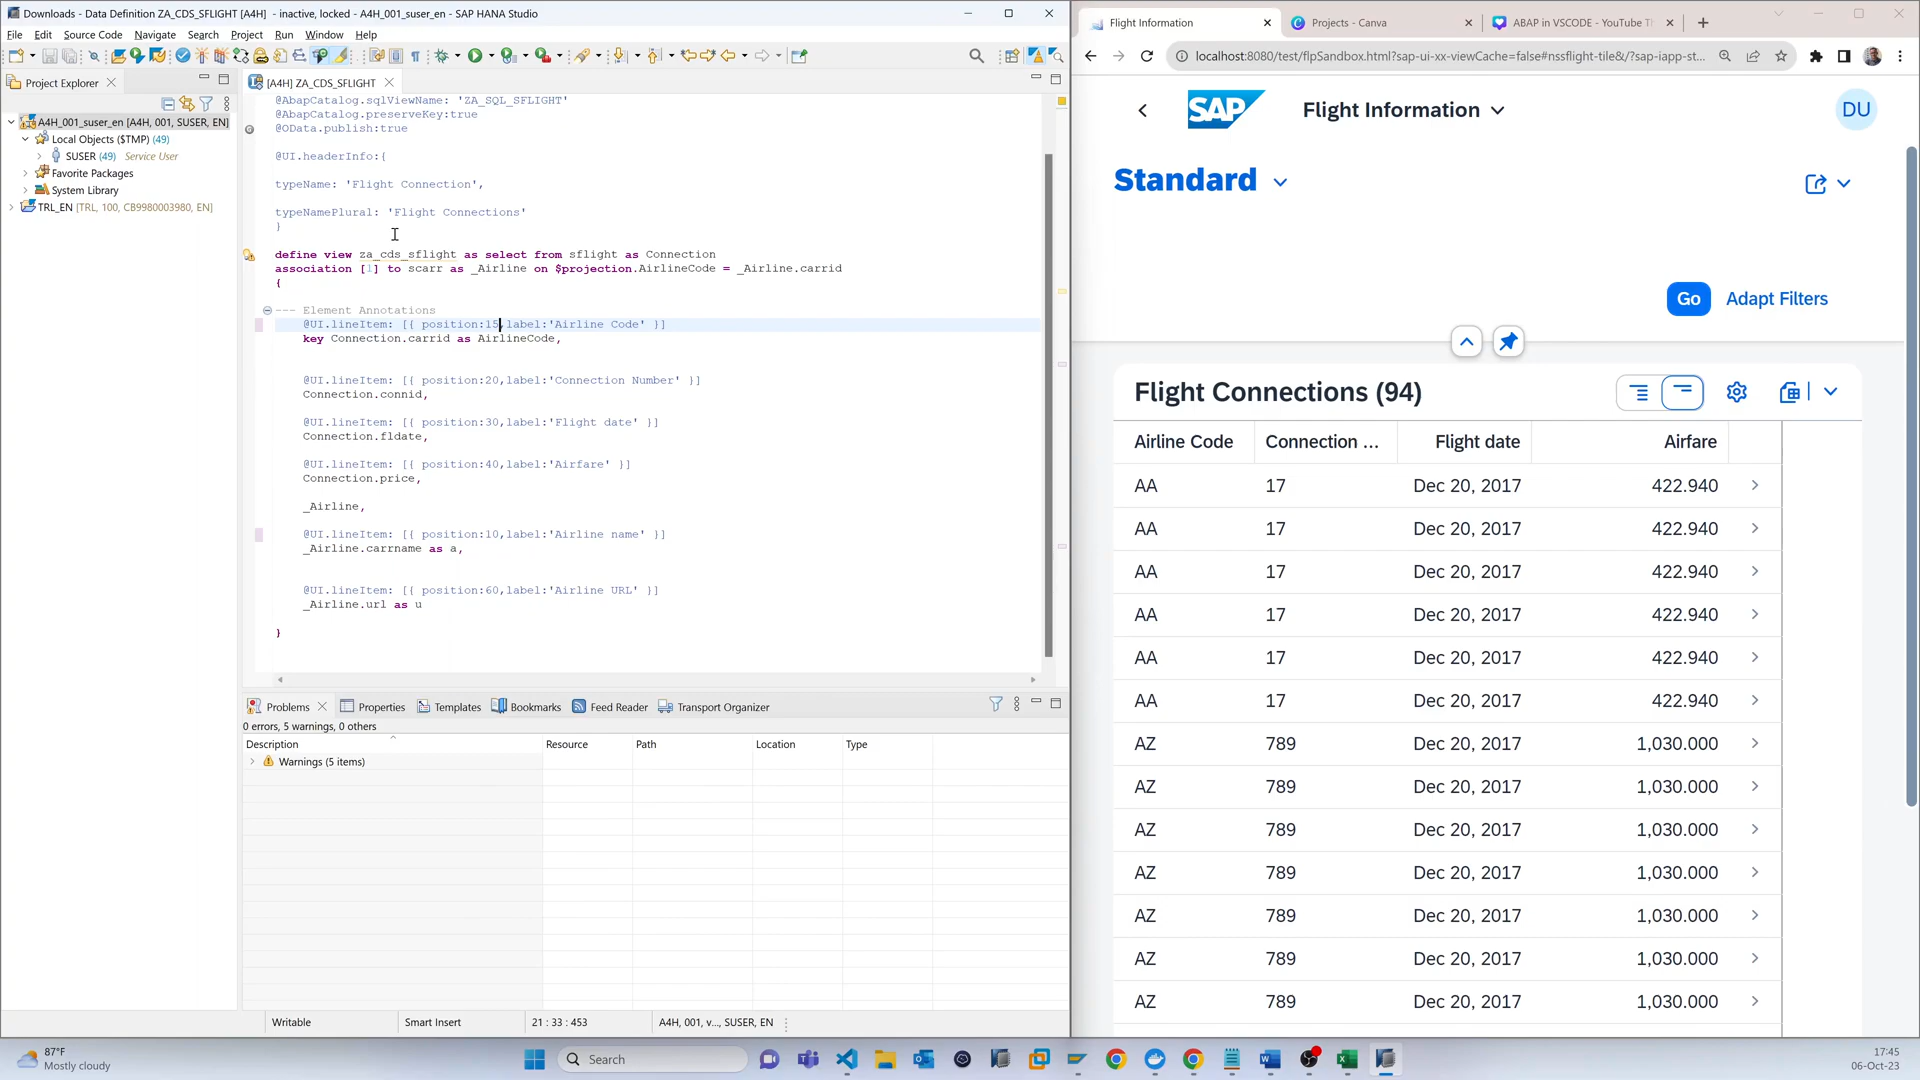 Downloads - Data Definition ZA_CDS_SFLIGHT [A4H] - inactive, locked - A4H_001_suser_en - SAP HANA Studio
File Edit Source Code Navigate Search Project Run Window Help
Project Explorer
A4H_001_suser_en [A4H, 001, SUSER, EN]
Local Objects ($TMP) (49)
SUSER (49) Service User
Favorite Packages
System Library
TRL_EN [TRL, 100, CB9980003980, EN]
[A4H] ZA_CDS_SFLIGHT
@AbapCatalog.sqlViewName: 'ZA_SQL_SFLIGHT'
@AbapCatalog.preserveKey:true
@OData.publish:true
@UI.headerInfo:{
typeName: 'Flight Connection',
typeNamePlural: 'Flight Connections'
}
define view za_cds_sflight as select from sflight as Connection
association [1] to scarr as _Airline on $projection.AirlineCode = _Airline.carrid
{
--- Element Annotations
@UI.lineItem: [{ position:15,label:'Airline Code' }]
key Connection.carrid as AirlineCode,
@UI.lineItem: [{ position:20,label:'Connection Number' }]
Connection.connid,
@UI.lineItem: [{ position:30,label:'Flight date' }]
Connection.fldate,
@UI.lineItem: [{ position:40,label:'Airfare' }]
Connection.price,
_Airline,
@UI.lineItem: [{ position:10,label:'Airline name' }]
_Airline.carrname as a,
@UI.lineItem: [{ position:60,label:'Airline URL' }]
_Airline.url as u
}
Problems Properties Templates Bookmarks Feed Reader Transport Organizer
0 errors, 5 warnings, 0 others
Description Resource Path Location Type
Warnings (5 items)
Writable Smart Insert 21 : 33 : 453 A4H, 001, v..., SUSER, EN
Flight Information Projects - Canva ABAP in VSCODE - YouTube Th
localhost:8080/test/flpSandbox.html?sap-ui-xx-viewCache=false#nssflight-tile&/?sap-iapp-st...
SAP Flight Information DU
Standard
Go Adapt Filters
Flight Connections (94)
Airline Code Connection ... Flight date Airfare
AA 17 Dec 20, 2017 422.940
AA 17 Dec 20, 2017 422.940
AA 17 Dec 20, 2017 422.940
AA 17 Dec 20, 2017 422.940
AA 17 Dec 20, 2017 422.940
AA 17 Dec 20, 2017 422.940
AZ 789 Dec 20, 2017 1,030.000
AZ 789 Dec 20, 2017 1,030.000
AZ 789 Dec 20, 2017 1,030.000
AZ 789 Dec 20, 2017 1,030.000
AZ 789 Dec 20, 2017 1,030.000
AZ 789 Dec 20, 2017 1,030.000
AZ 789 Dec 20, 2017 1,030.000
87°F
Mostly cloudy
Search
17:45
06-Oct-23